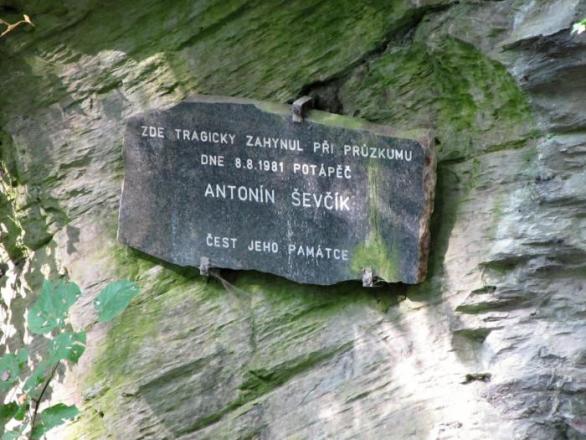 ZDE TRAGICKY ZAHYNUL PŘI PRŮZKUMU
DNE 8.8.1981 POTÁPĚČ
ANTONÍN ŠEVČÍK
ČEST JEHO PAMÁTCE